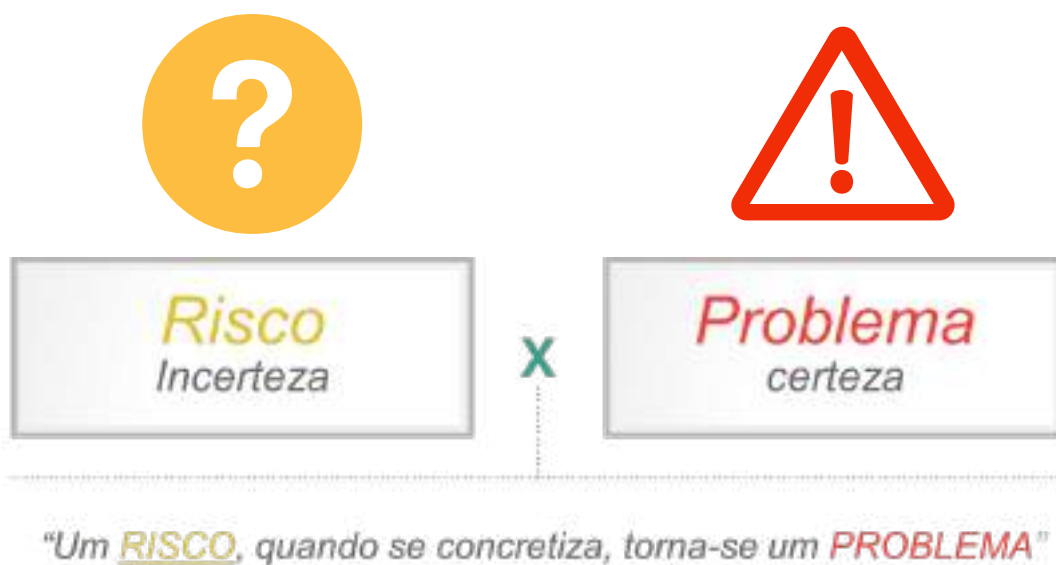 ?
!
Risco
Incerteza
X
Problema
certeza
“Um RISCO, quando se concretiza, torna-se um PROBLEMA”